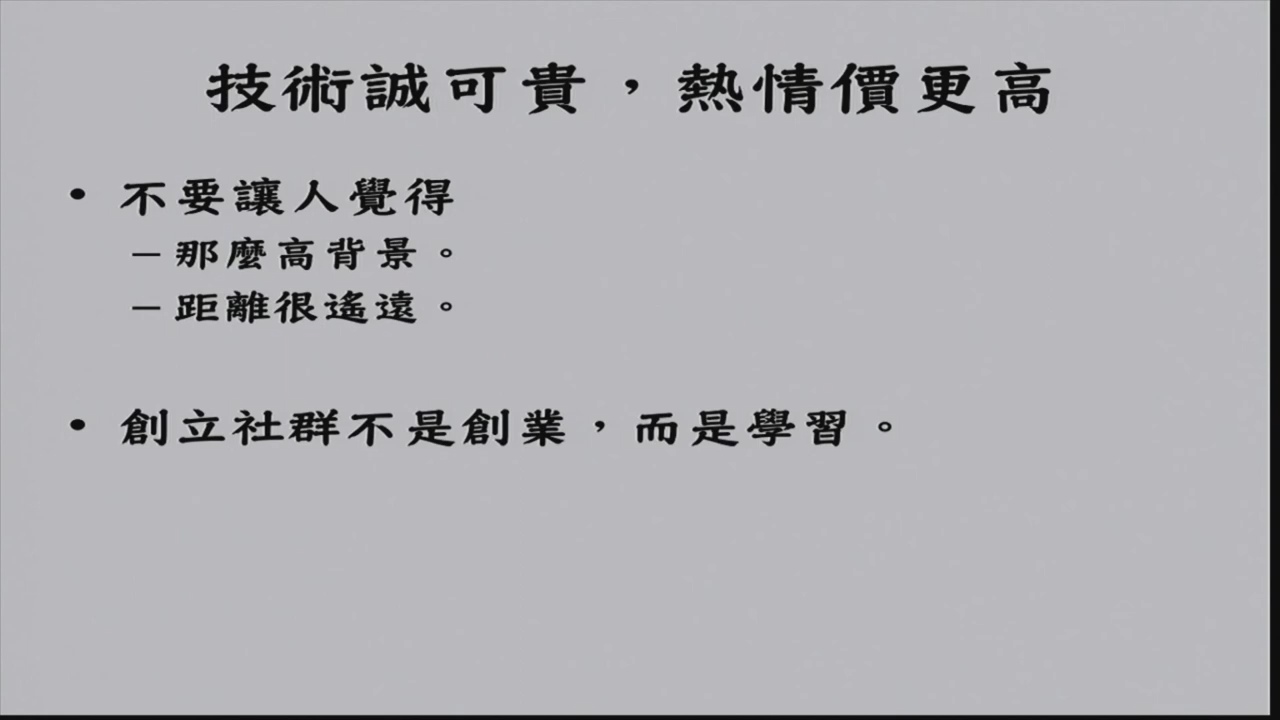 技術誠可貴，熱情價更高
• 不要讓人覺得
– 那麼高背景。
– 距離很遙遠。
• 創立社群不是創業，而是學習。